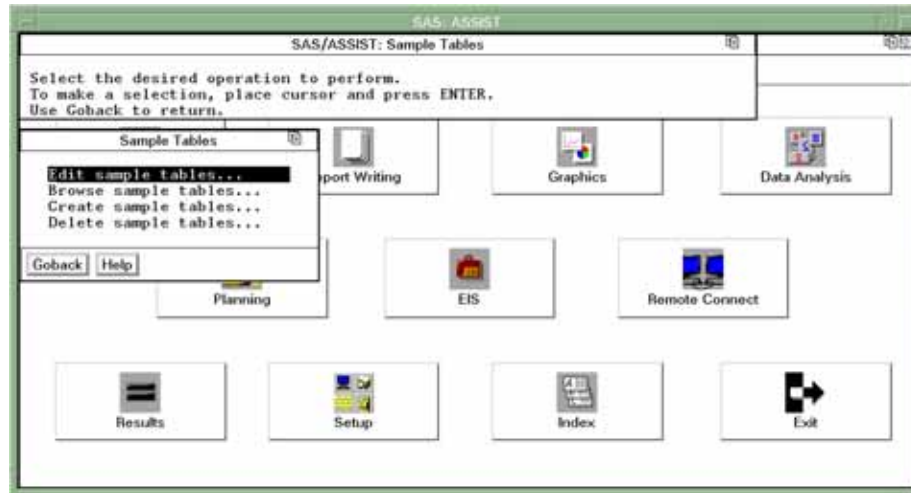 SAS: ASSIST
SAS/ASSIST: Sample Tables
Select the desired operation to perform.
To make a selection, place cursor and press ENTER.
Use Goback to return.
Sample Tables
Edit sample tables...
Browse sample tables...
Create sample tables...
Delete sample tables...
Goback Help
port Writing
Graphics
Data Analysis
Planning
EIS
Remote Connect
Results
Setup
Index
Exit